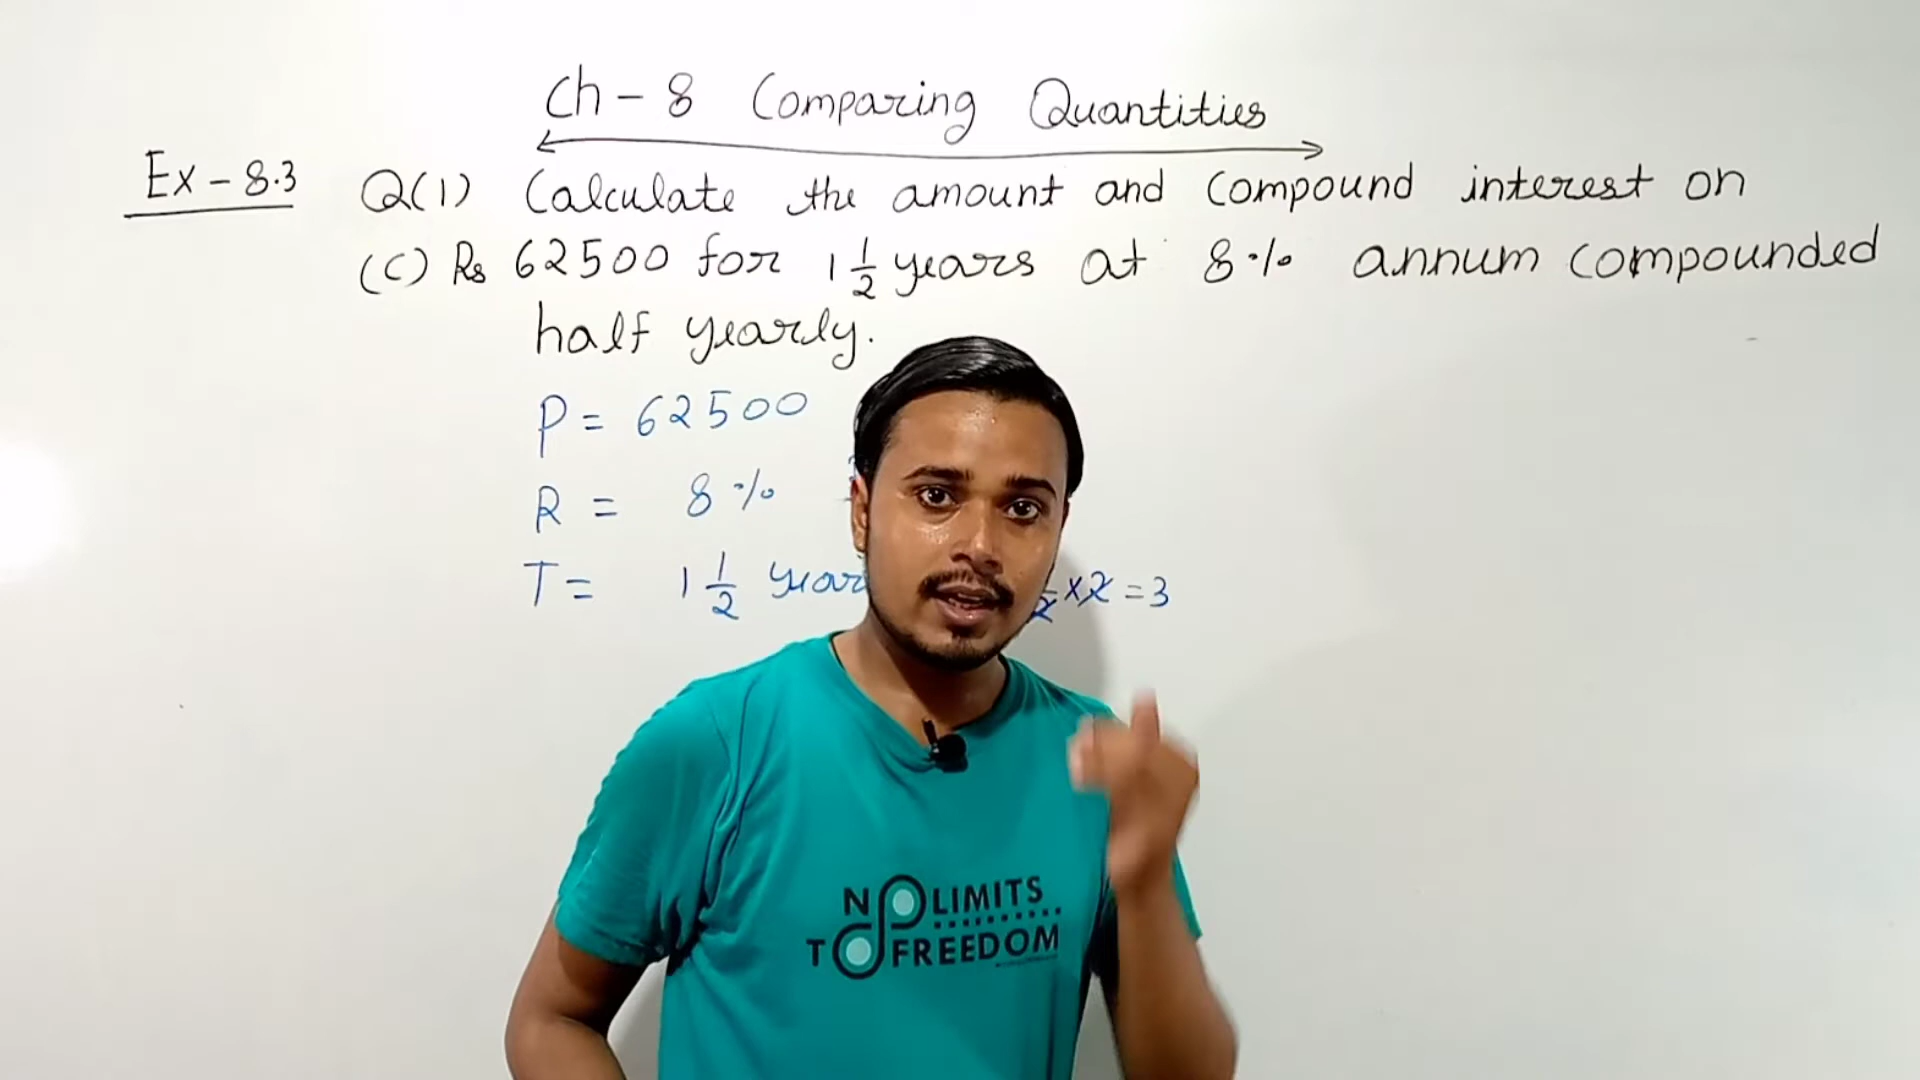 Ch - 8 Comparing Quantities
Ex - 8.3 Q(1) Calculate the amount and compound interest on
(C) Rs 62500 for 1 1/2 years at 8% annum compounded
half yearly.
P = 62500
R = 8%
T = 1 1/2 year
2 × 2 = 3
NO LIMITS
TO FREEDOM